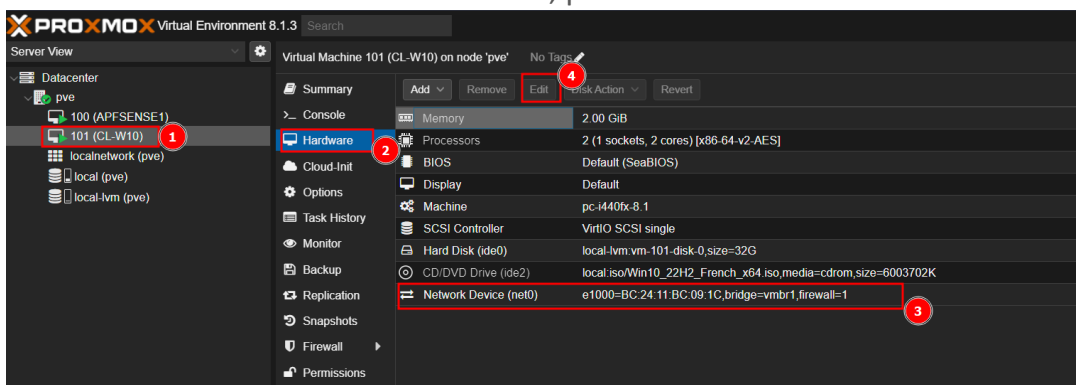 PROXMOX Virtual Environment 8.1.3 Search
Server View
Virtual Machine 101 (CL-W10) on node 'pve' No Tags
4
Datacenter
pve
100 (APFSENSE1)
101 (CL-W10) 1
localnetwork (pve)
local (pve)
local-lvm (pve)
Summary
Console
Hardware
2
Cloud-Init
Options
Task History
Monitor
Backup
Replication
Snapshots
Firewall
Permissions
Add Remove Edit Disk Action Revert
Memory 2.00 GiB
Processors 2 (1 sockets, 2 cores) [x86-64-v2-AES]
BIOS Default (SeaBIOS)
Display Default
Machine pc-i440fx-8.1
SCSI Controller VirtIO SCSI single
Hard Disk (ide0) local-lvm:vm-101-disk-0,size=32G
CD/DVD Drive (ide2) local:iso/Win10_22H2_French_x64.iso,media=cdrom,size=6003702K
Network Device (net0) e1000=BC:24:11:BC:09:1C,bridge=vmbr1,firewall=1
3